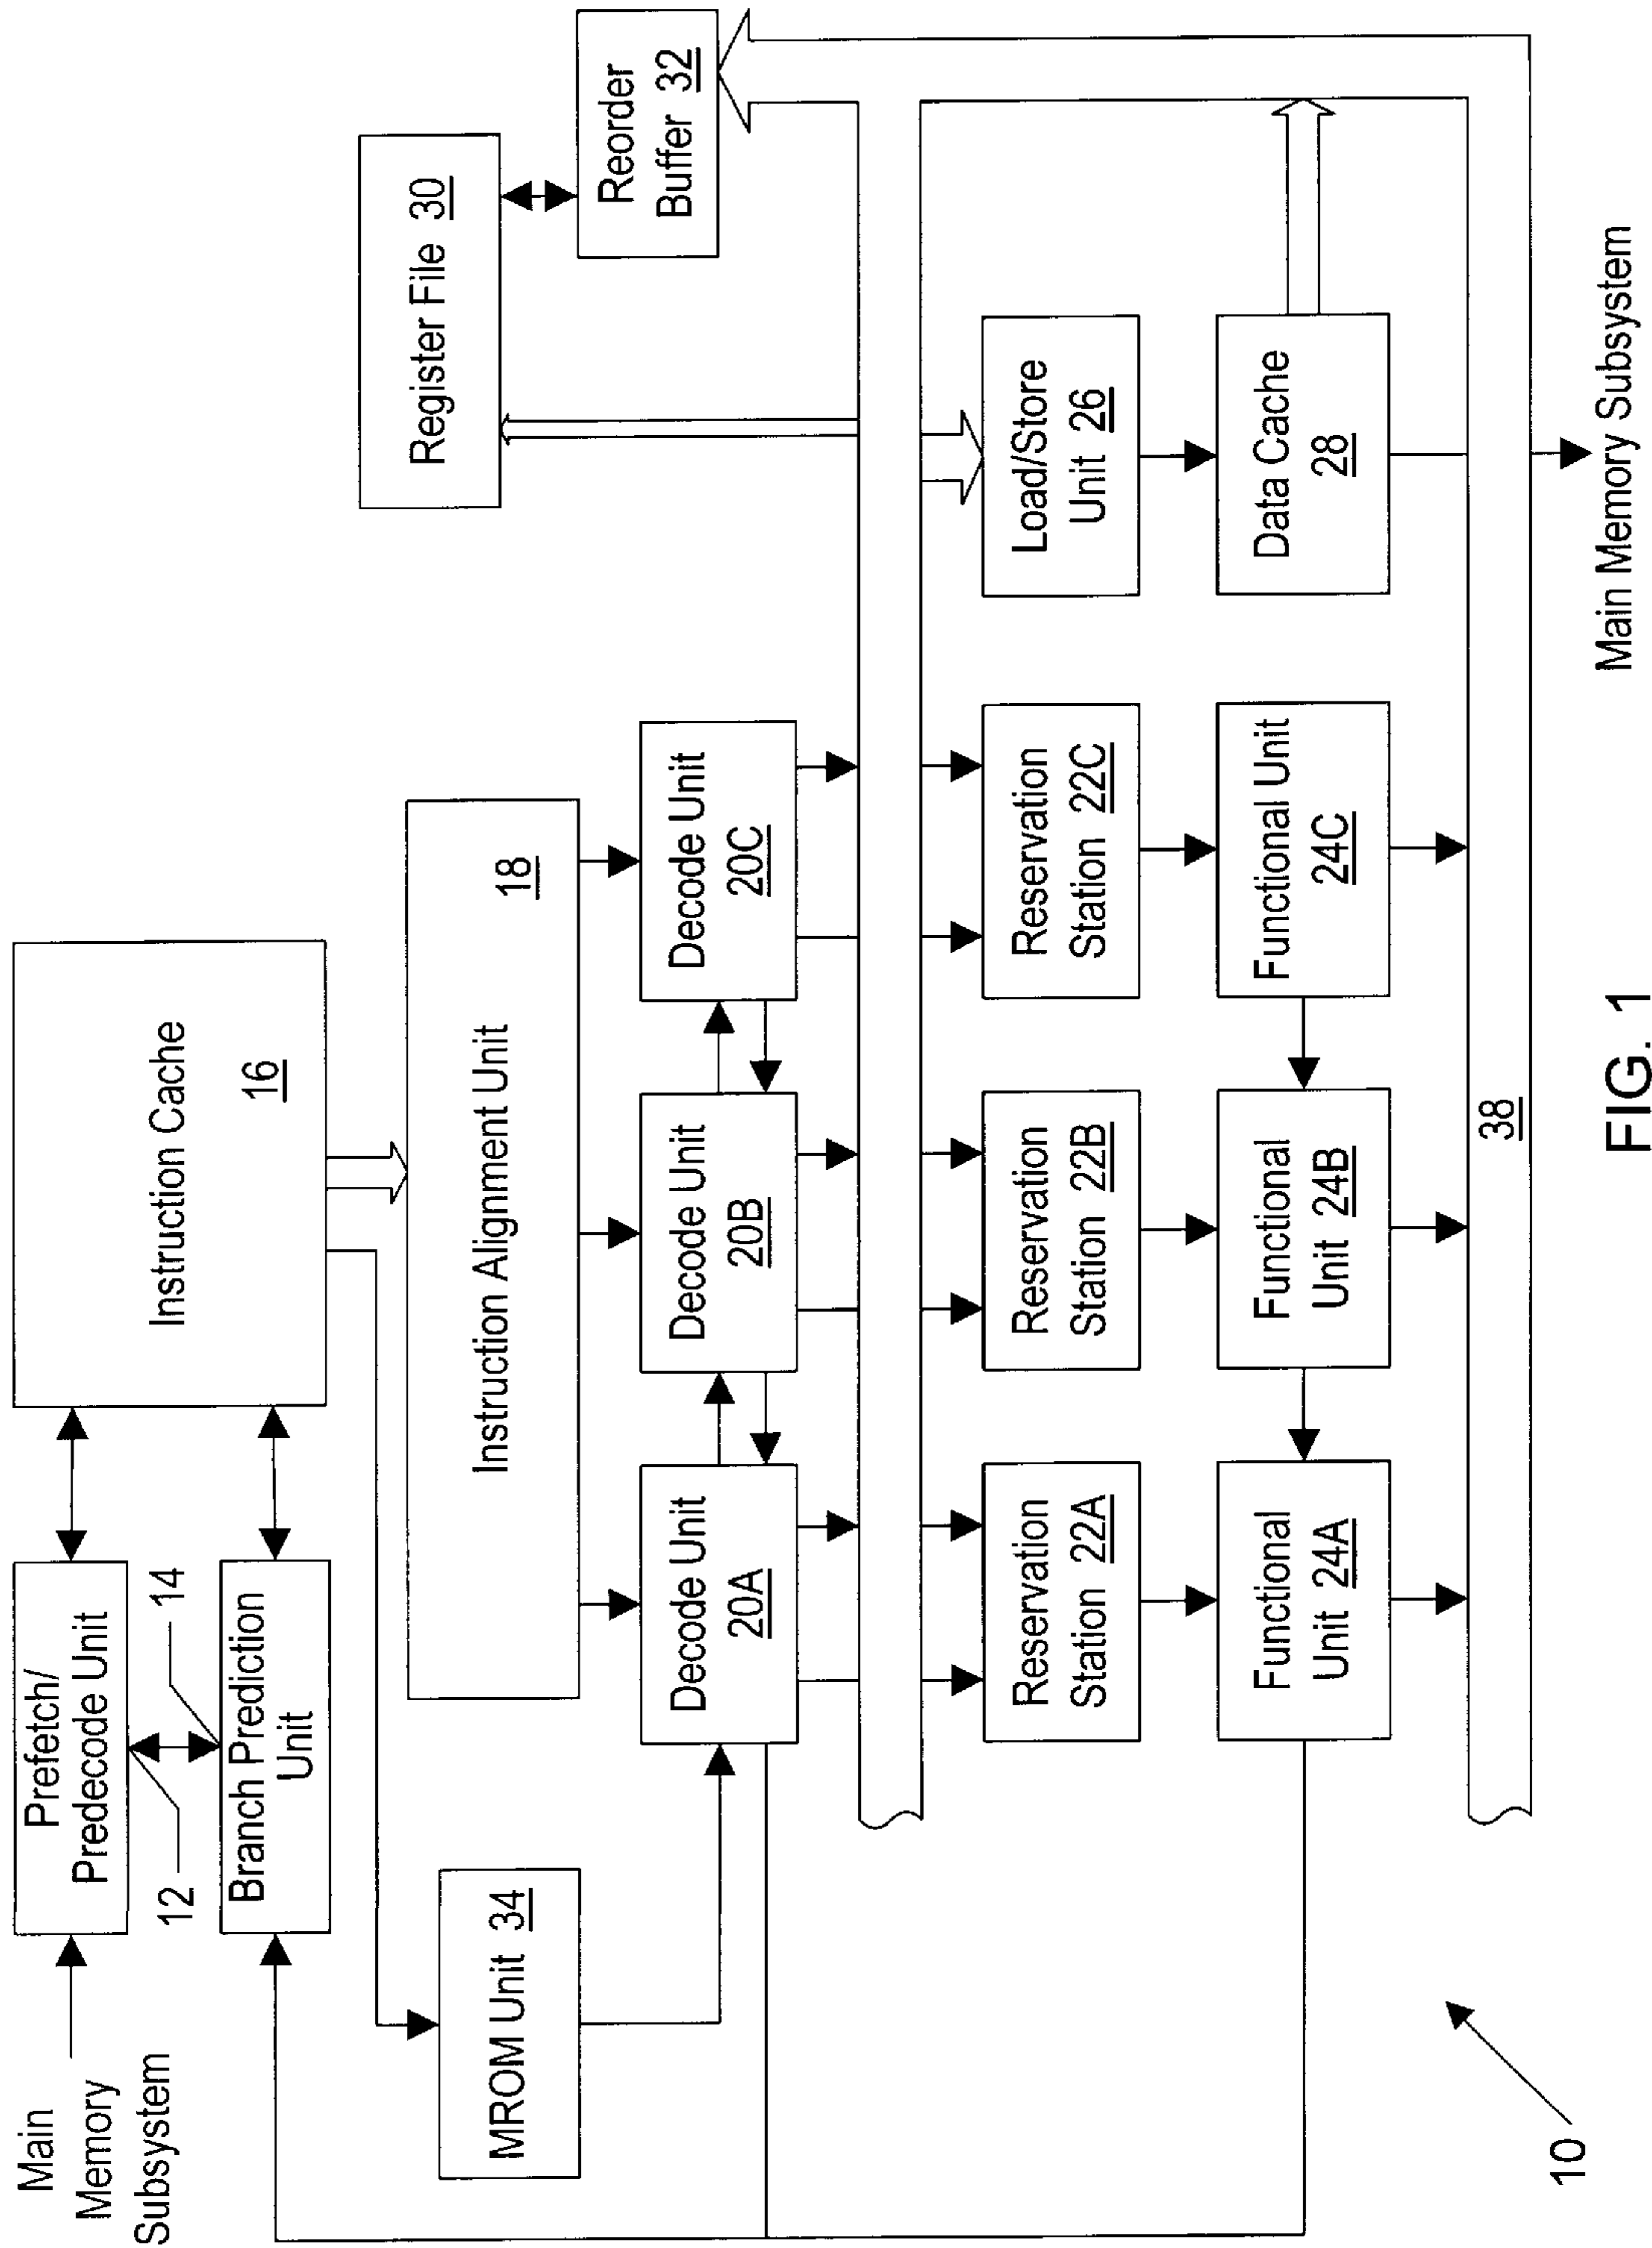 Main
Memory
Subsystem
Prefetch/
Predecode Unit
12
14
Branch Prediction
Unit
Instruction Cache
16
MROM Unit 34
Instruction Alignment Unit
18
Register File 30
Reorder
Buffer 32
Decode Unit
20A
Decode Unit
20B
Decode Unit
20C
Reservation
Station 22A
Reservation
Station 22B
Reservation
Station 22C
Load/Store
Unit 26
Functional
Unit 24A
Functional
Unit 24B
Functional Unit
24C
Data Cache
28
38
10
Main Memory Subsystem
FIG. 1